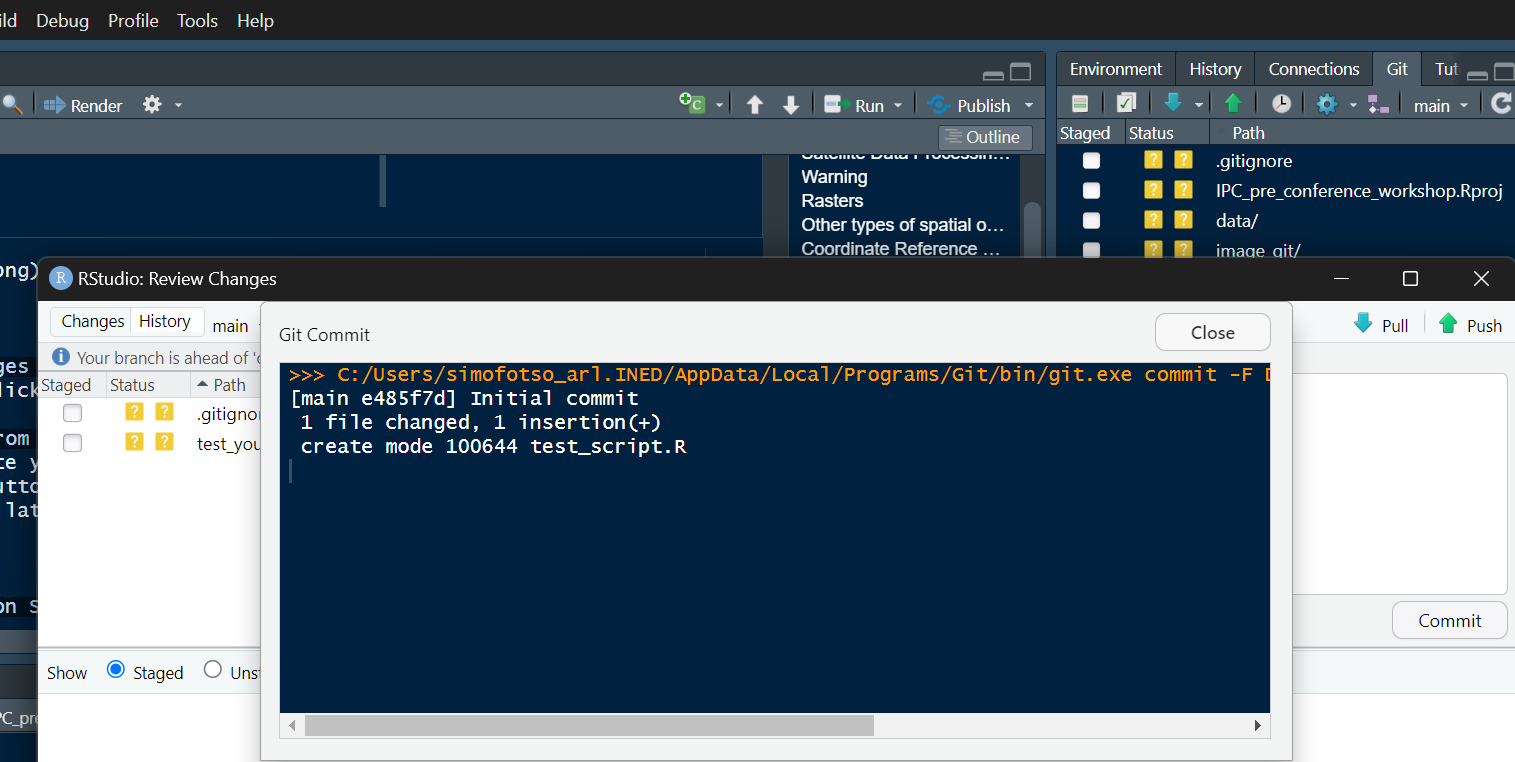 ild Debug Profile Tools Help
Environment History Connections Git Tut
Render Run Publish main
Outline
Staged Status Path
Satellite Data Processin...
Warning
Rasters
Other types of spatial o...
Coordinate Reference ...
? ? .gitignore
? ? IPC_pre_conference_workshop.Rproj
? ? data/
? ? image_git/
ong)
ges
lick
rom
te y
utto
lat
on S
PC_pre
R RStudio: Review Changes
Changes History main
Pull Push
Your branch is ahead of 'o
Staged Status Path
? ? .gitigno
? ? test_you
Git Commit
Close
>>> C:/Users/simofotso_arl.INED/AppData/Local/Programs/Git/bin/git.exe commit -F
[main e485f7d] Initial commit
1 file changed, 1 insertion(+)
create mode 100644 test_script.R
Commit
Show Staged Unst